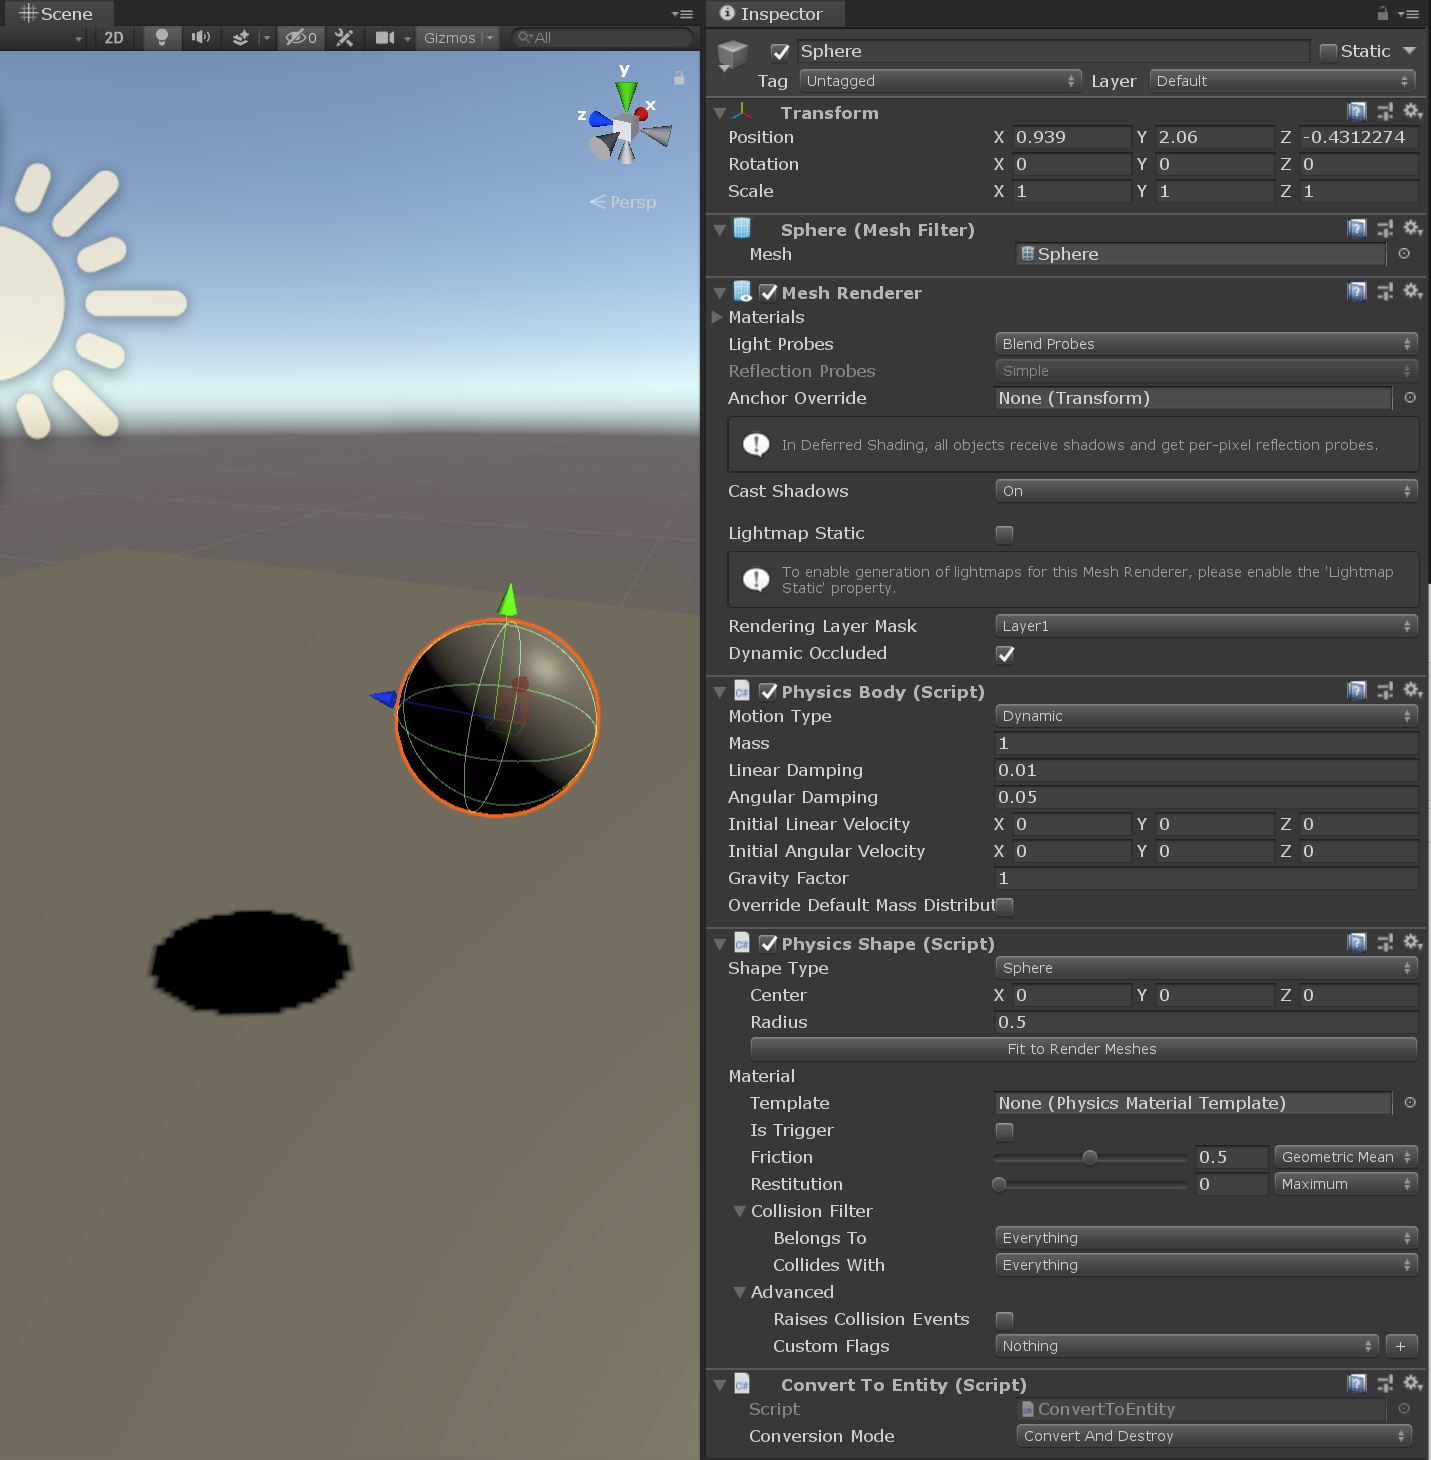 Scene
2D
0
Gizmos
All
y
x
z
Persp
Inspector
Sphere
Static
Tag Untagged Layer Default
Transform
Position X 0.939 Y 2.06 Z -0.4312274
Rotation X 0 Y 0 Z 0
Scale X 1 Y 1 Z 1
Sphere (Mesh Filter)
Mesh Sphere
Mesh Renderer
Materials
Light Probes Blend Probes
Reflection Probes Simple
Anchor Override None (Transform)
In Deferred Shading, all objects receive shadows and get per-pixel reflection probes.
Cast Shadows On
Lightmap Static
To enable generation of lightmaps for this Mesh Renderer, please enable the 'Lightmap
Static' property.
Rendering Layer Mask Layer1
Dynamic Occluded
C# Physics Body (Script)
Motion Type Dynamic
Mass 1
Linear Damping 0.01
Angular Damping 0.05
Initial Linear Velocity X 0 Y 0 Z 0
Initial Angular Velocity X 0 Y 0 Z 0
Gravity Factor 1
Override Default Mass Distribut
C# Physics Shape (Script)
Shape Type Sphere
Center X 0 Y 0 Z 0
Radius 0.5
Fit to Render Meshes
Material
Template None (Physics Material Template)
Is Trigger
Friction 0.5 Geometric Mean
Restitution 0 Maximum
Collision Filter
Belongs To Everything
Collides With Everything
Advanced
Raises Collision Events
Custom Flags Nothing +
C# Convert To Entity (Script)
Script ConvertToEntity
Conversion Mode Convert And Destroy